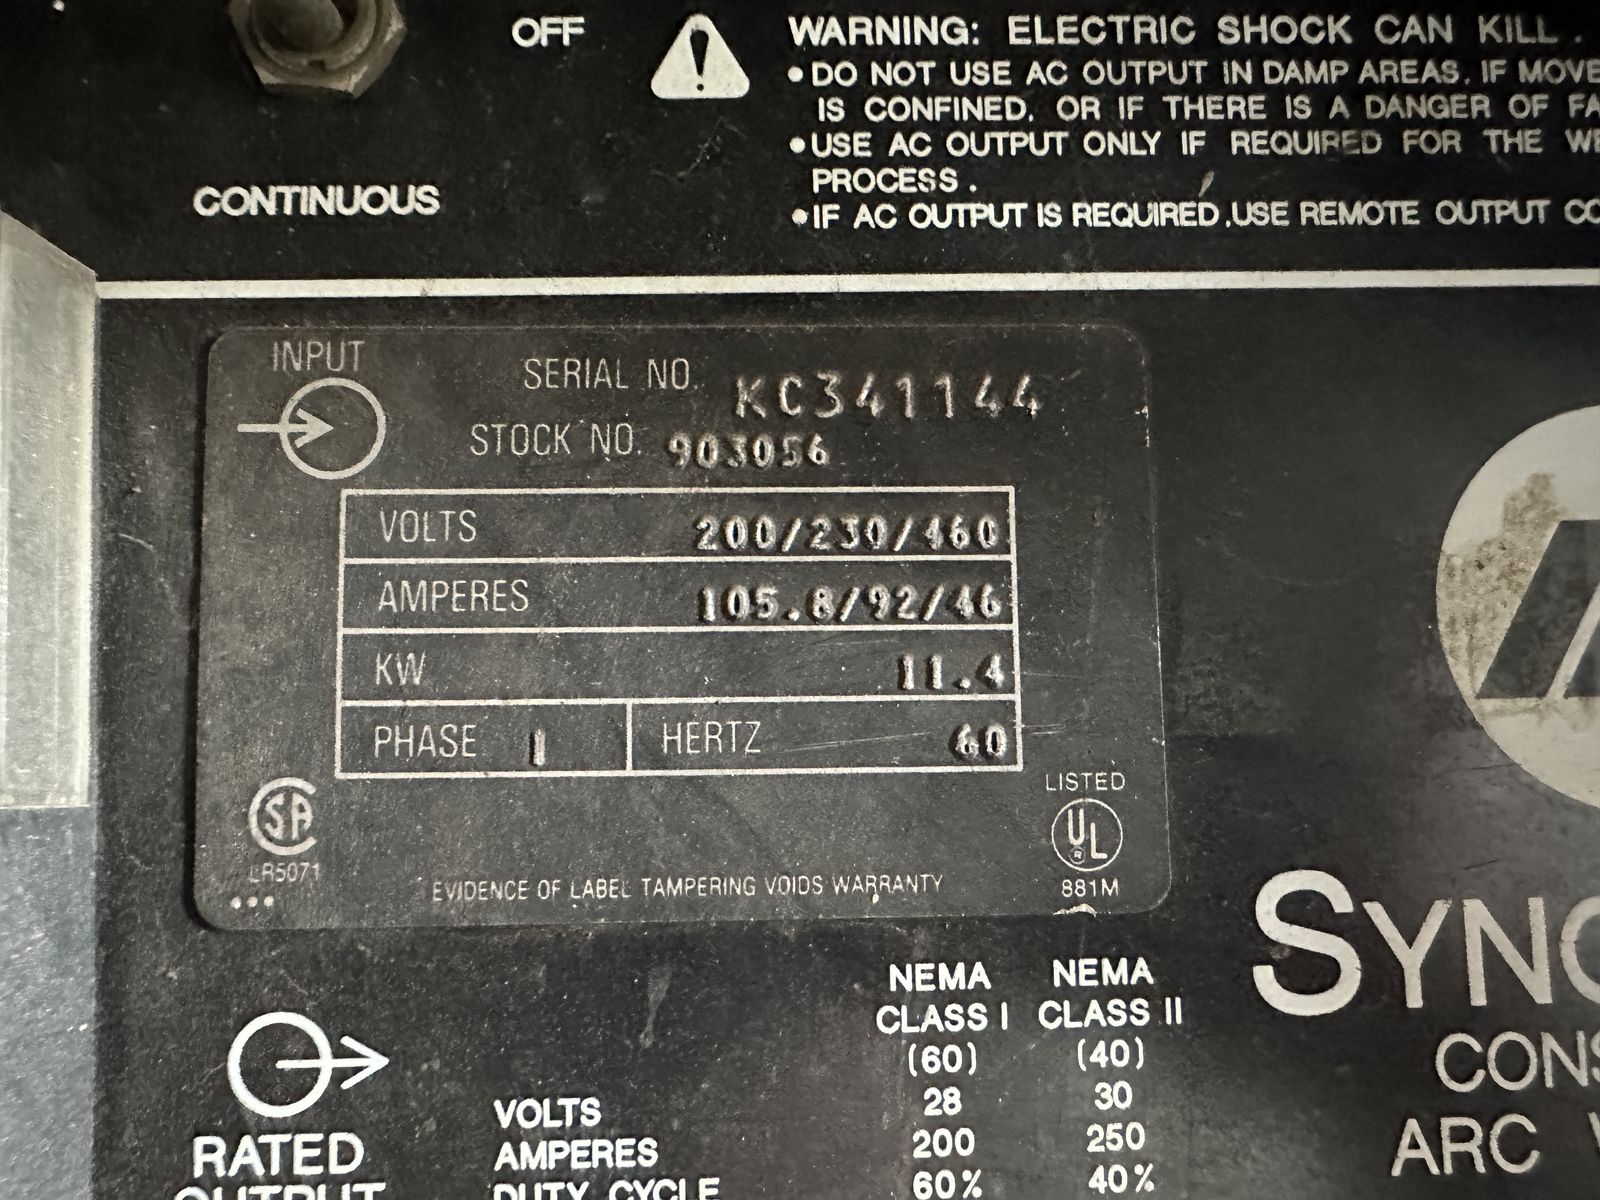 OFF
CONTINUOUS
WARNING: ELECTRIC SHOCK CAN KILL.
•DO NOT USE AC OUTPUT IN DAMP AREAS, IF MOVE
IS CONFINED, OR IF THERE IS A DANGER OF FA
•USE AC OUTPUT ONLY IF REQUIRED FOR THE WE
PROCESS.
•IF AC OUTPUT IS REQUIRED, USE REMOTE OUTPUT CO
INPUT
SERIAL NO. KC341144
STOCK NO. 903056
VOLTS 200/230/460
AMPERES 105.8/92/46
KW 11.4
PHASE 1 HERTZ 60
SA
LR5071
LISTED
UL
881M
EVIDENCE OF LABEL TAMPERING VOIDS WARRANTY
SYNC
CONS
ARC
RATED
OUTPUT
NEMA NEMA
CLASS I CLASS II
(60) (40)
VOLTS 28 30
AMPERES 200 250
DUTY CYCLE 60% 40%